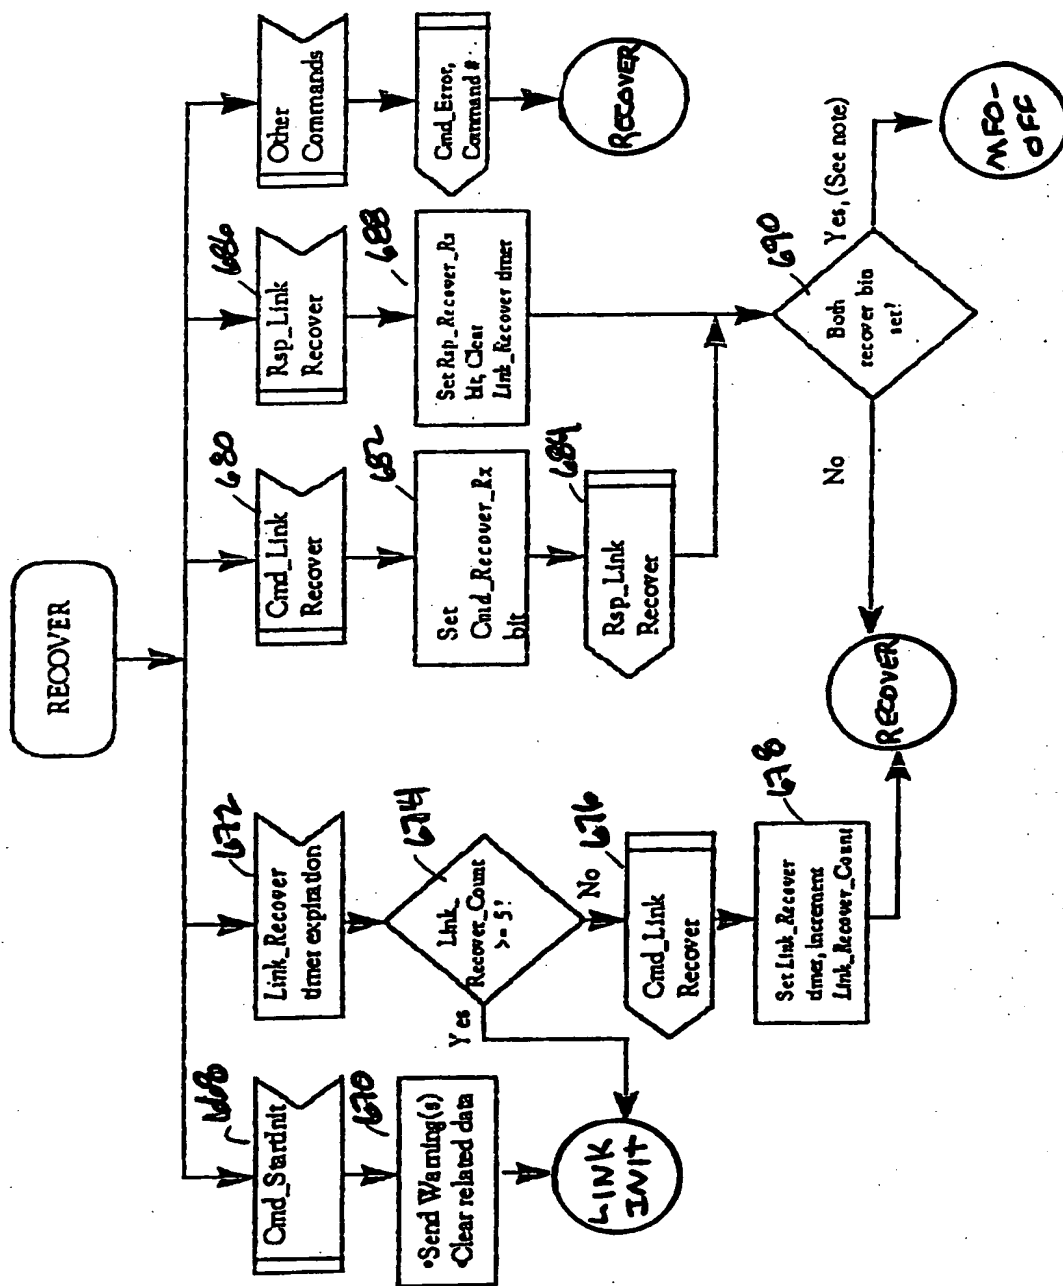 RECOVER
668
Cmd_StartInit
670
•Send Warning(s)
•Clear related data
LINK
INIT
672
Link_Recover
timer expiration
674
Link_
Recover_Count
>= 5?
Yes
No
676
Cmd_Link
Recover
678
Set Link_Recover
timer, increment
Link_Recover_Count
RECOVER
680
Cmd_Link
Recover
682
Set
Cmd_Recover_Rx
bit
684
Rsp_Link
Recover
686
Rsp_Link
Recover
688
Set Rsp_Recover_Rx
bit, Clear
Link_Recover timer
690
Both
recover bits
set?
No
Yes, (See note)
MFO-
OFF
Other
Commands
Cmd_Error,
Command #
RECOVER